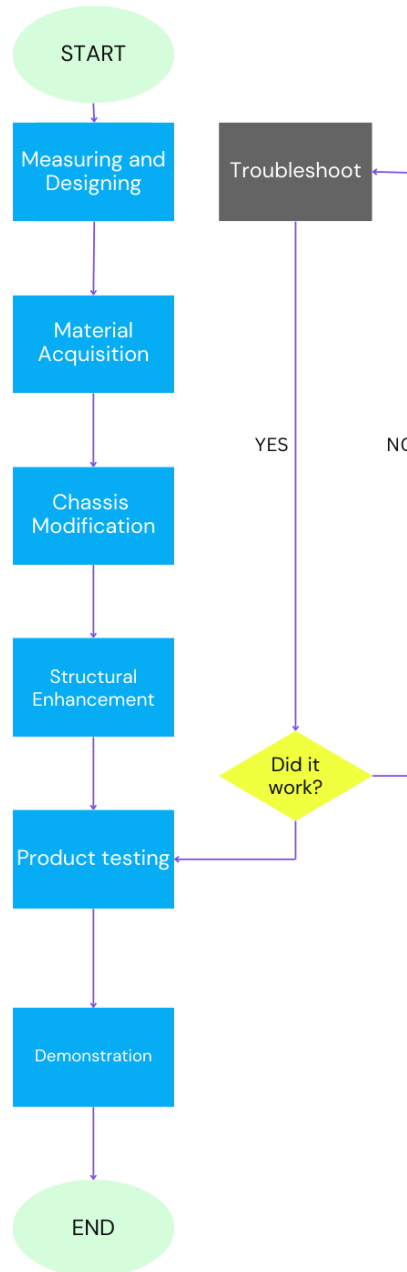 START
Measuring and
Designing
Troubleshoot
Material
Acquisition
YES
Chassis
Modification
Structural
Enhancement
Did it
work?
Product testing
Demonstration
END